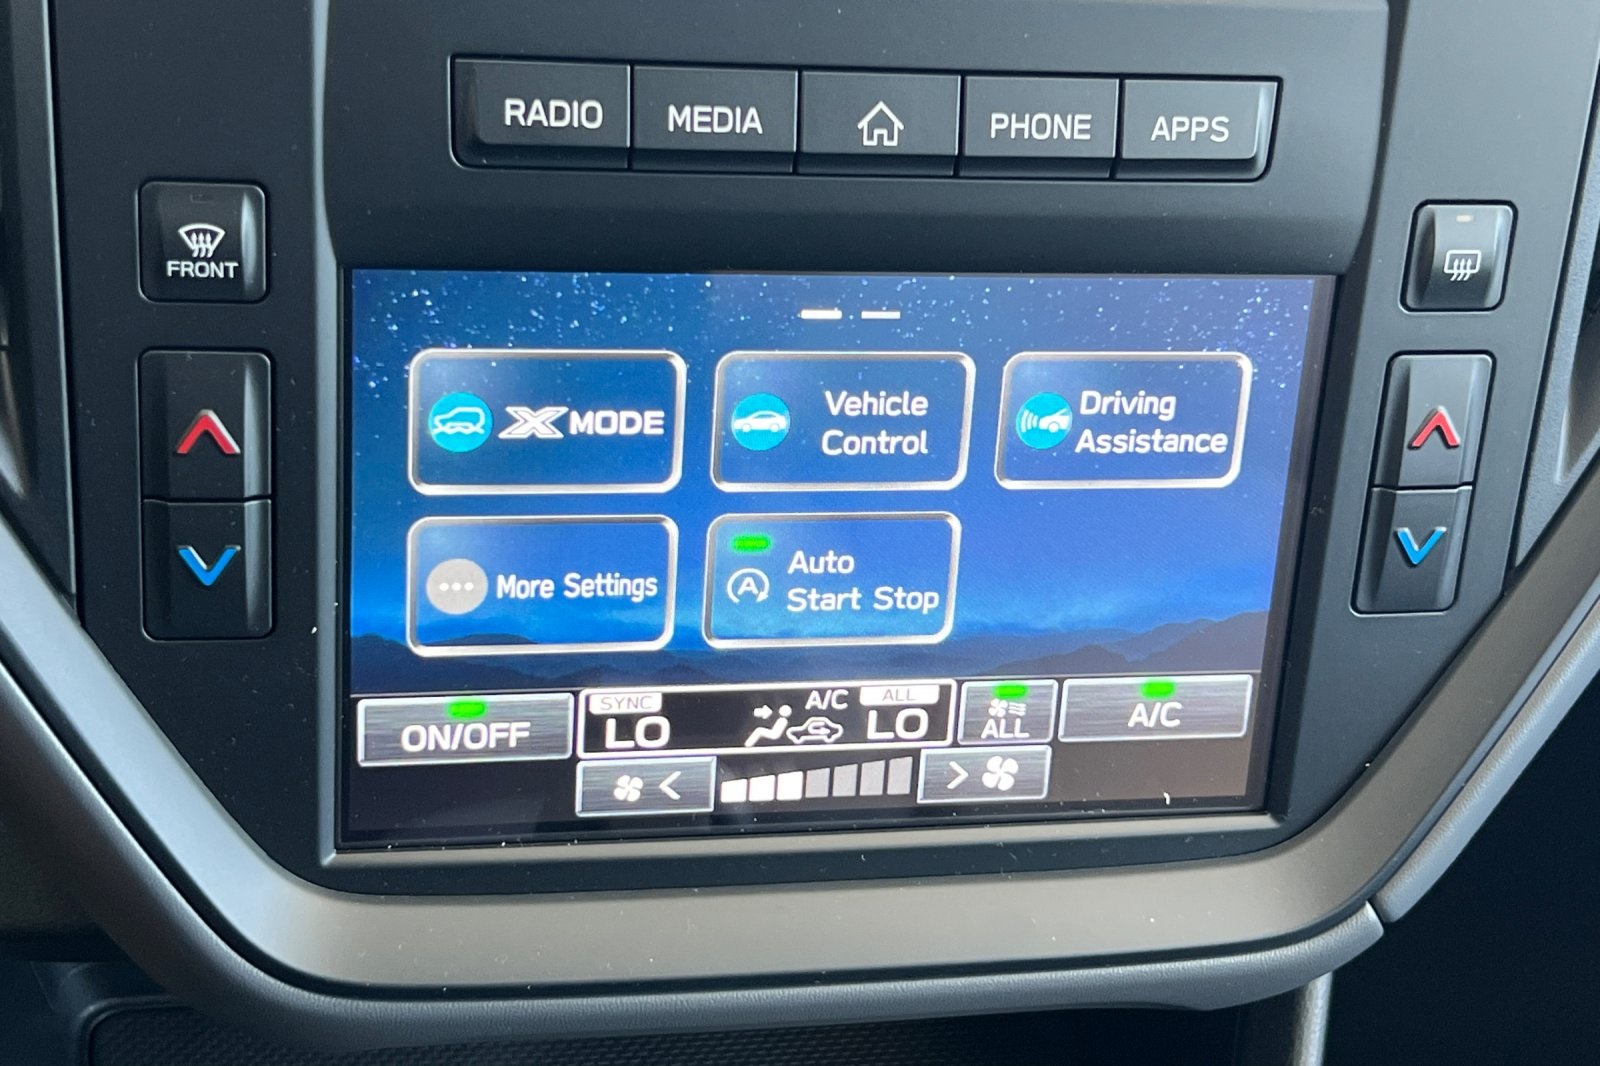 RADIO
MEDIA
PHONE
APPS
FRONT
X MODE
Vehicle
Control
Driving
Assistance
More Settings
A
Auto
Start Stop
ON/OFF
SYNC
LO
A/C
ALL
LO
ALL
A/C